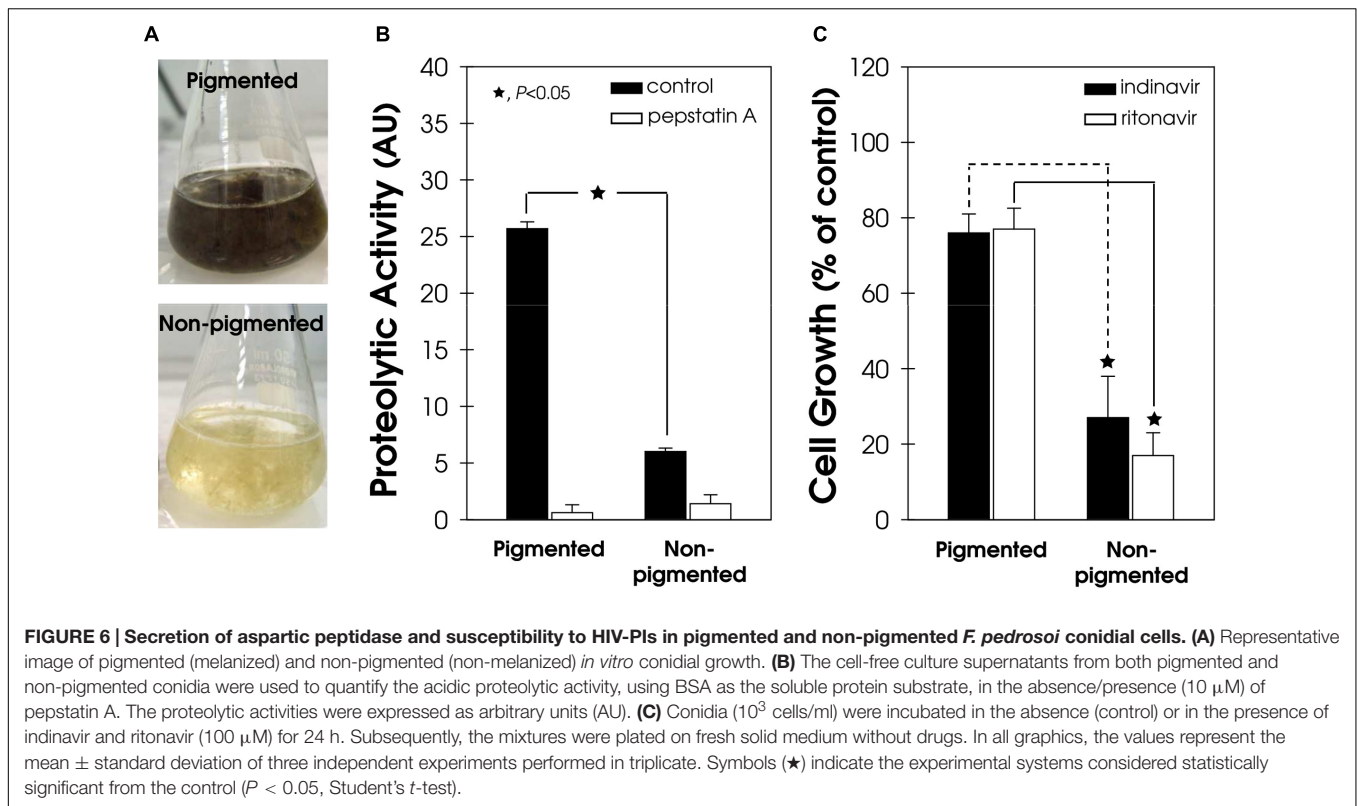 A
Pigmented
Non-pigmented
B
Proteolytic Activity (AU)
40
35
30
25
20
15
10
5
0
★, P<0.05
control
pepstatin A
★
Pigmented
Non-
pigmented
C
Cell Growth (% of control)
120
100
80
60
40
20
0
indinavir
ritonavir
★
★
Pigmented
Non-
pigmented
FIGURE 6 | Secretion of aspartic peptidase and susceptibility to HIV-PIs in pigmented and non-pigmented F. pedrosoi conidial cells. (A) Representative
image of pigmented (melanized) and non-pigmented (non-melanized) in vitro conidial growth. (B) The cell-free culture supernatants from both pigmented and
non-pigmented conidia were used to quantify the acidic proteolytic activity, using BSA as the soluble protein substrate, in the absence/presence (10 μM) of
pepstatin A. The proteolytic activities were expressed as arbitrary units (AU). (C) Conidia (10³ cells/ml) were incubated in the absence (control) or in the presence of
indinavir and ritonavir (100 μM) for 24 h. Subsequently, the mixtures were plated on fresh solid medium without drugs. In all graphics, the values represent the
mean ± standard deviation of three independent experiments performed in triplicate. Symbols (★) indicate the experimental systems considered statistically
significant from the control (P < 0.05, Student's t-test).